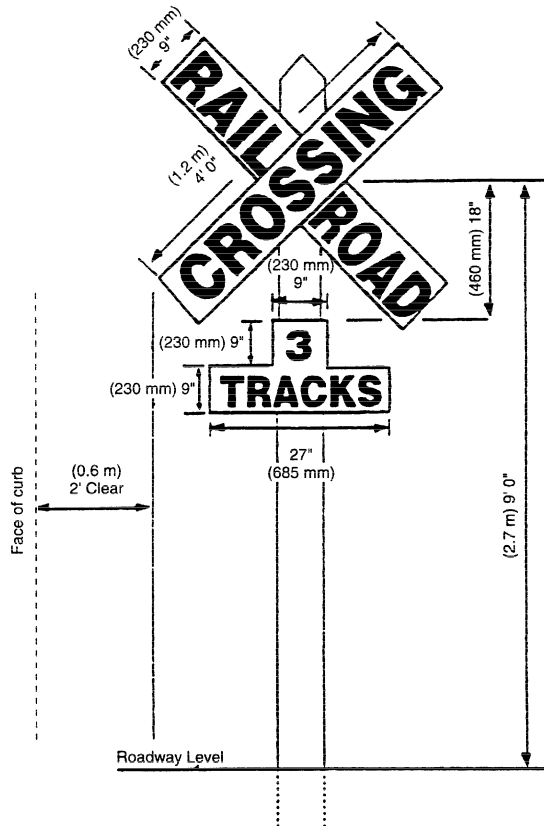 (230 mm)
9"
RAIL ROAD
CROSSING
(1.2 m)
4' 0"
(460 mm) 18"
(230 mm)
9"
(230 mm) 9"
3
(230 mm) 9"
TRACKS
27"
(685 mm)
(0.6 m)
2' Clear
Face of curb
(2.7 m) 9' 0"
Roadway Level